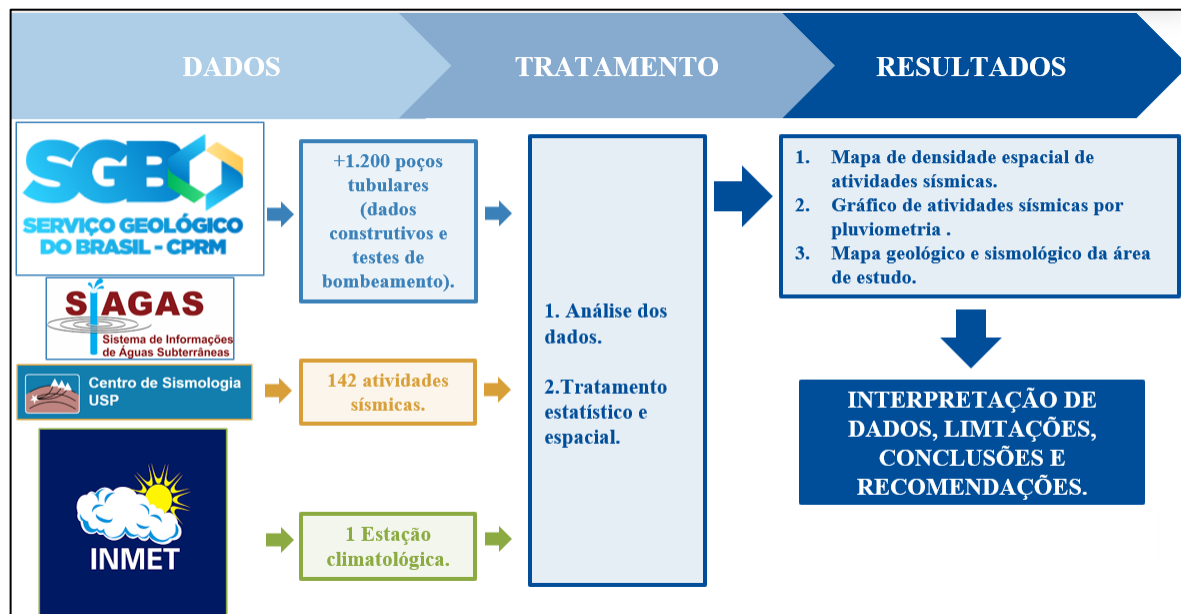 DADOS
TRATAMENTO
RESULTADOS
SGB
SERVIÇO GEOLÓGICO
DO BRASIL - CPRM
+1.200 poços
tubulares
(dados
construtivos e
testes de
bombeamento).
SIAGAS
Sistema de Informações
de Águas Subterrâneas
Centro de Sismologia
USP
142 atividades
sísmicas.
INMET
1 Estação
climatológica.
1. Análise dos
dados.
2.Tratamento
estatístico e
espacial.
1. Mapa de densidade espacial de
atividades sísmicas.
2. Gráfico de atividades sísmicas por
pluviometria .
3. Mapa geológico e sismológico da área
de estudo.
INTERPRETAÇÃO DE
DADOS, LIMTAÇÕES,
CONCLUSÕES E
RECOMENDAÇÕES.